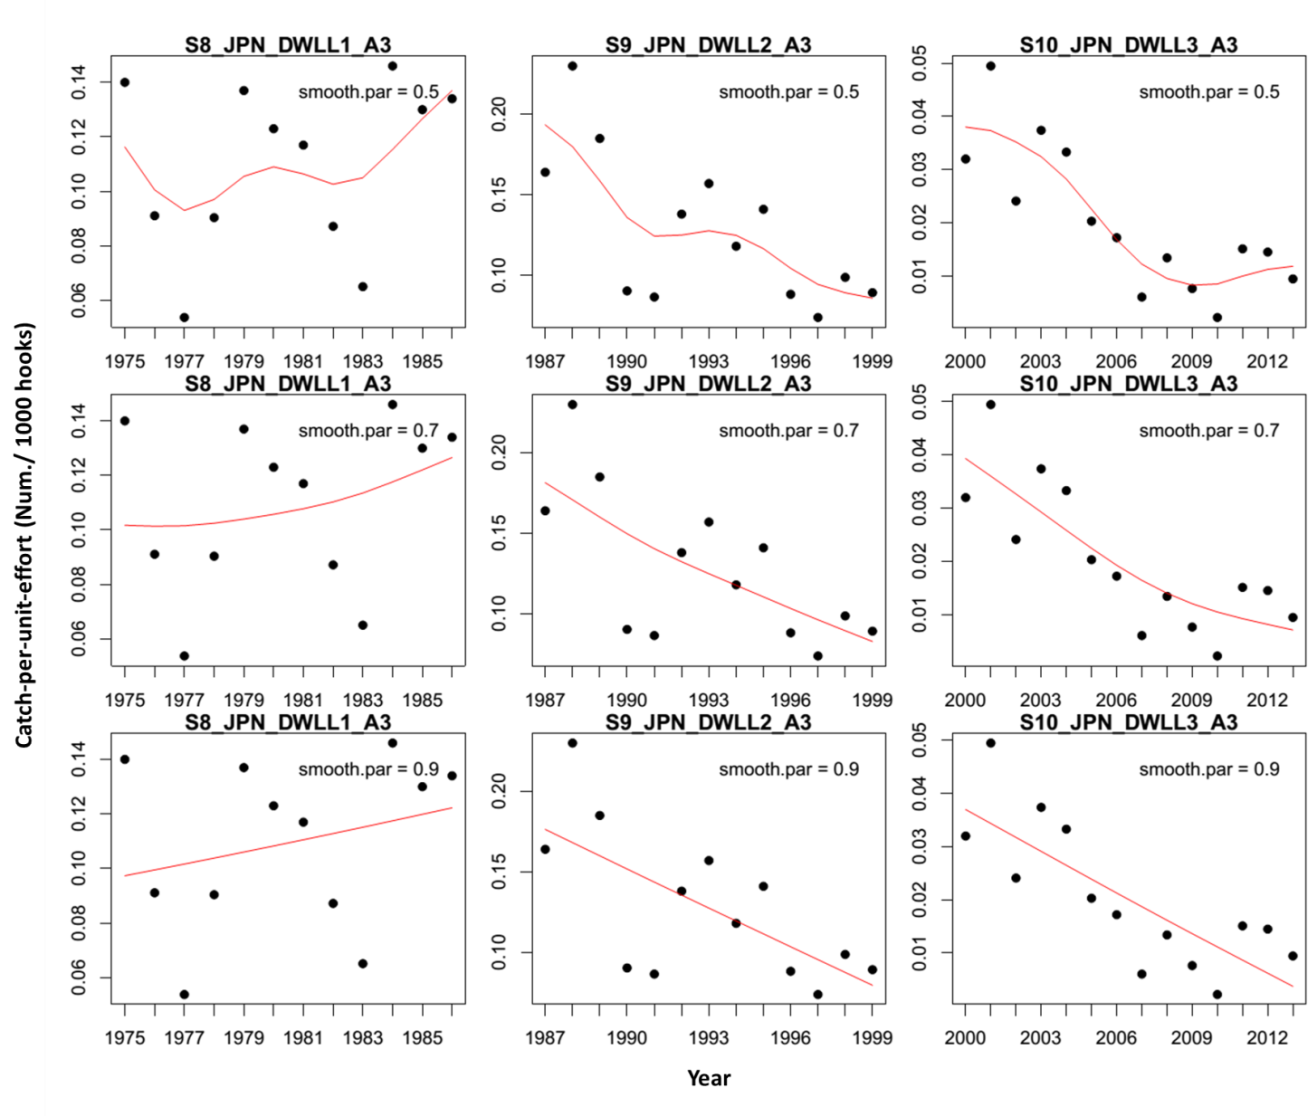 S8_JPN_DWLL1_A3
smooth.par = 0.5
0.14
0.12
0.10
0.08
0.06
1975 1977 1979 1981 1983 1985
S9_JPN_DWLL2_A3
smooth.par = 0.5
0.20
0.15
0.10
1987 1990 1993 1996 1999
S10_JPN_DWLL3_A3
smooth.par = 0.5
0.05
0.04
0.03
0.02
0.01
2000 2003 2006 2009 2012
Catch-per-unit-effort (Num./ 1000 hooks)
S8_JPN_DWLL1_A3
smooth.par = 0.7
0.14
0.12
0.10
0.08
0.06
1975 1977 1979 1981 1983 1985
S9_JPN_DWLL2_A3
smooth.par = 0.7
0.20
0.15
0.10
1987 1990 1993 1996 1999
S10_JPN_DWLL3_A3
smooth.par = 0.7
0.05
0.04
0.03
0.02
0.01
2000 2003 2006 2009 2012
S8_JPN_DWLL1_A3
smooth.par = 0.9
0.14
0.12
0.10
0.08
0.06
1975 1977 1979 1981 1983 1985
S9_JPN_DWLL2_A3
smooth.par = 0.9
0.20
0.15
0.10
1987 1990 1993 1996 1999
S10_JPN_DWLL3_A3
smooth.par = 0.9
0.05
0.04
0.03
0.02
0.01
2000 2003 2006 2009 2012
Year